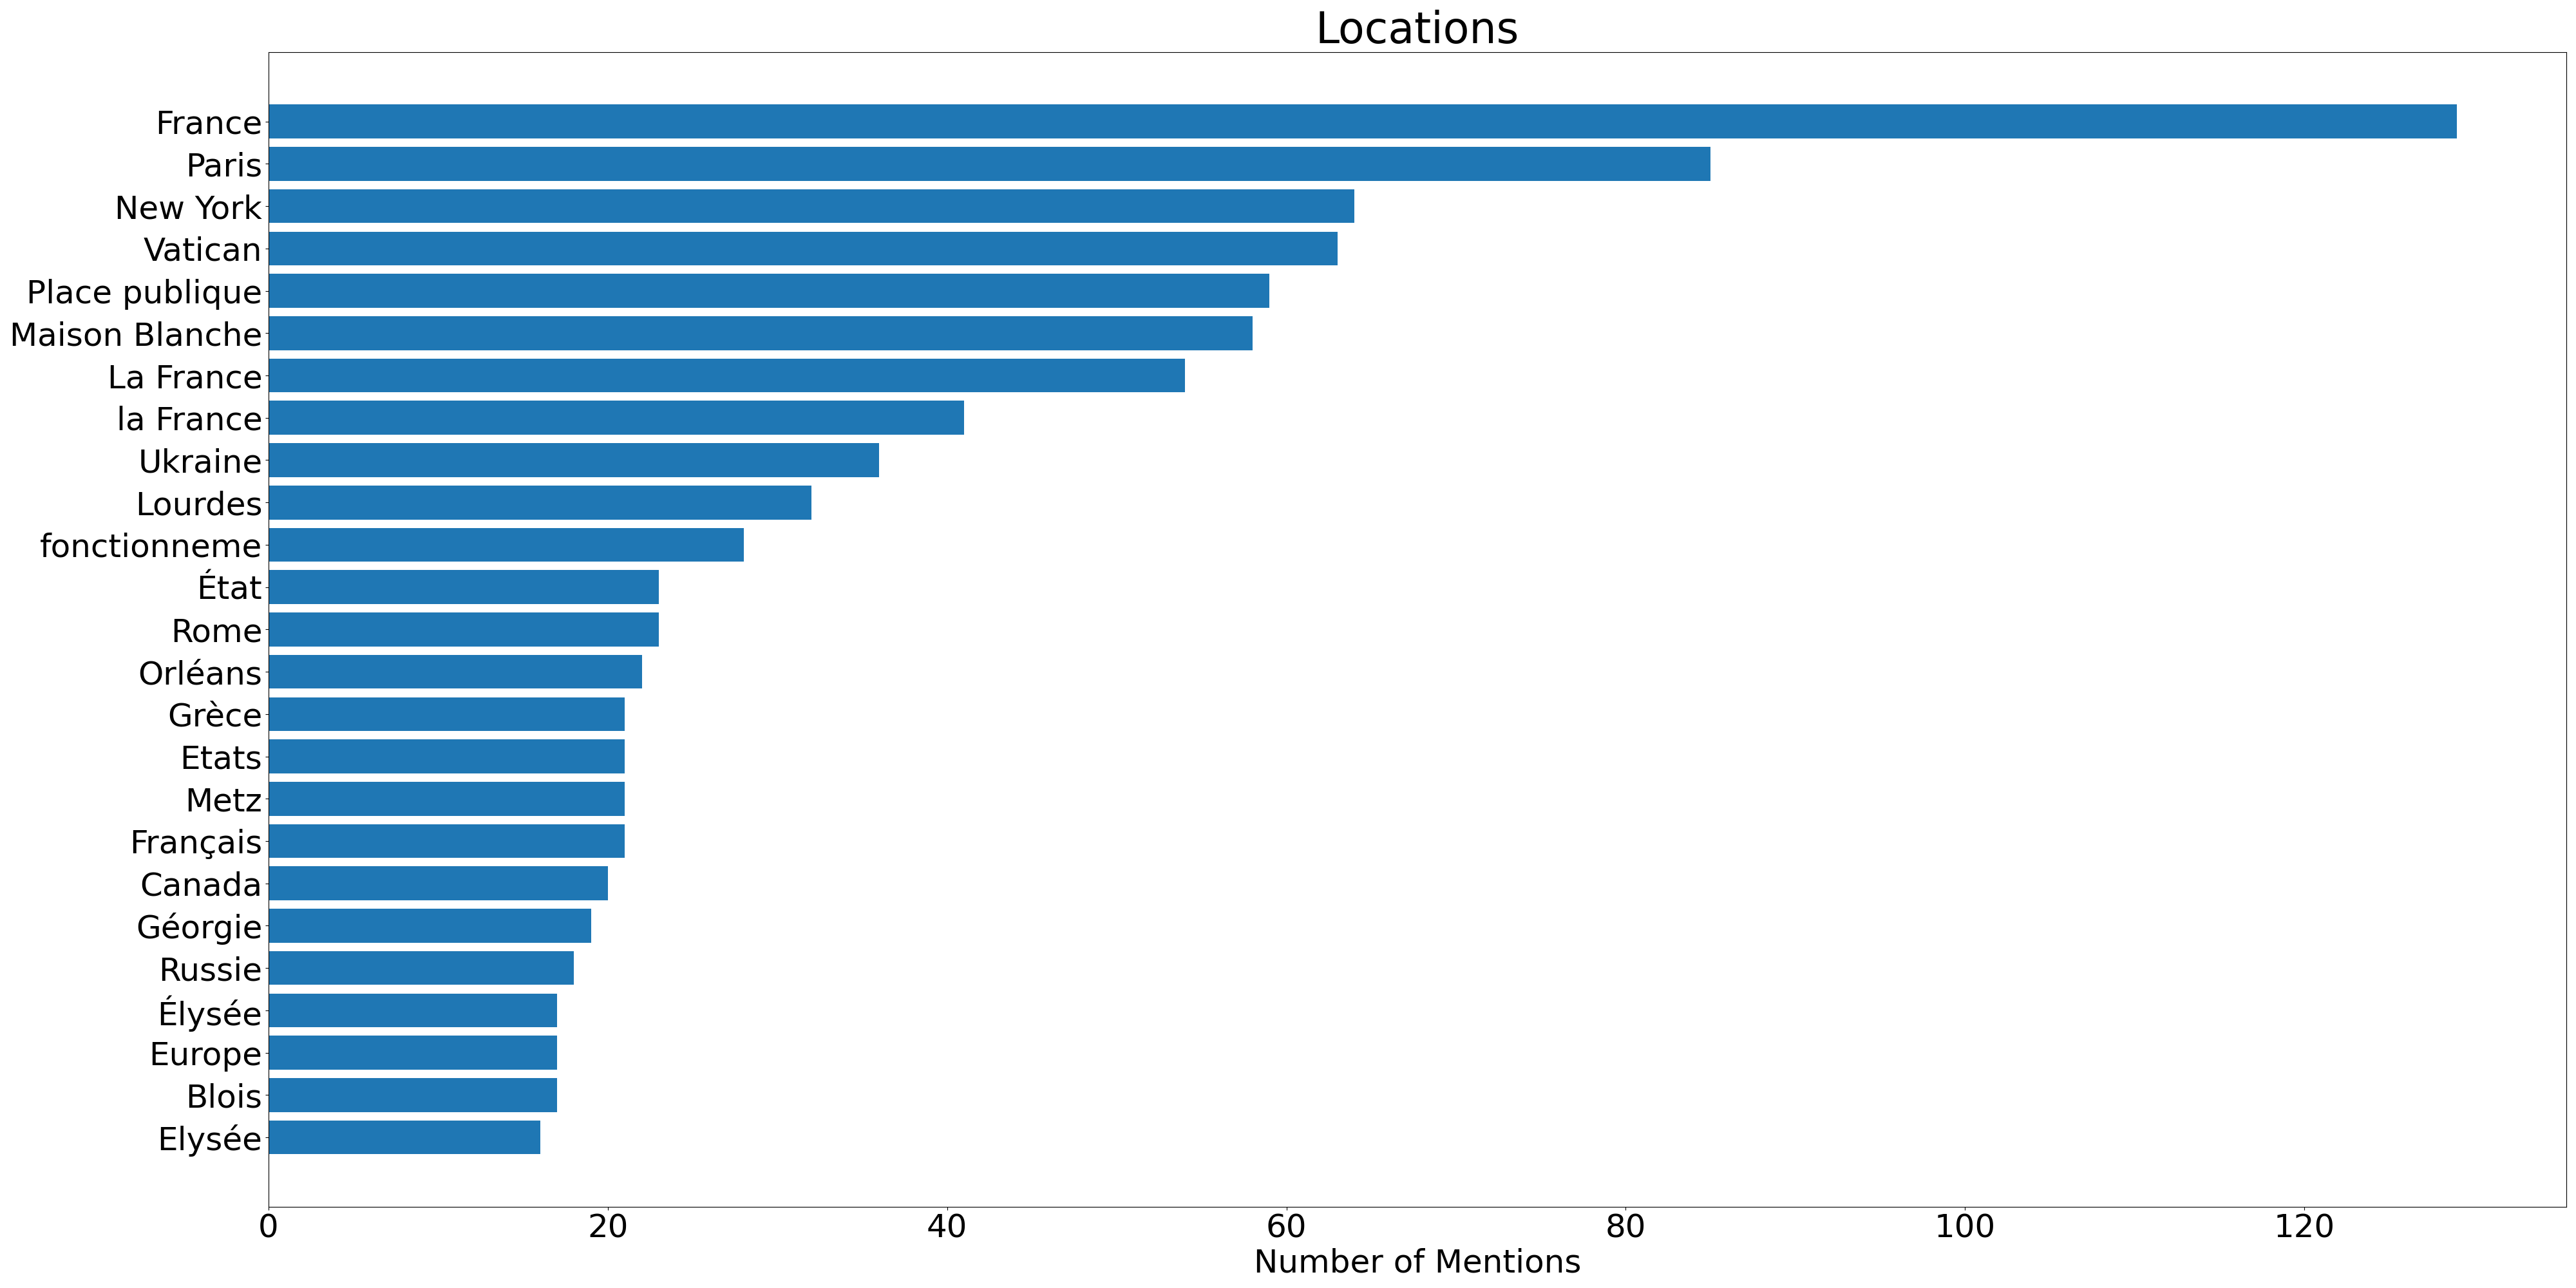 Locations
France
Paris
New York
Vatican
Place publique
Maison Blanche
La France
la France
Ukraine
Lourdes
fonctionneme
État
Rome
Orléans
Grèce
Etats
Metz
Français
Canada
Géorgie
Russie
Élysée
Europe
Blois
Elysée
0 20 40 60 80 100 120
Number of Mentions